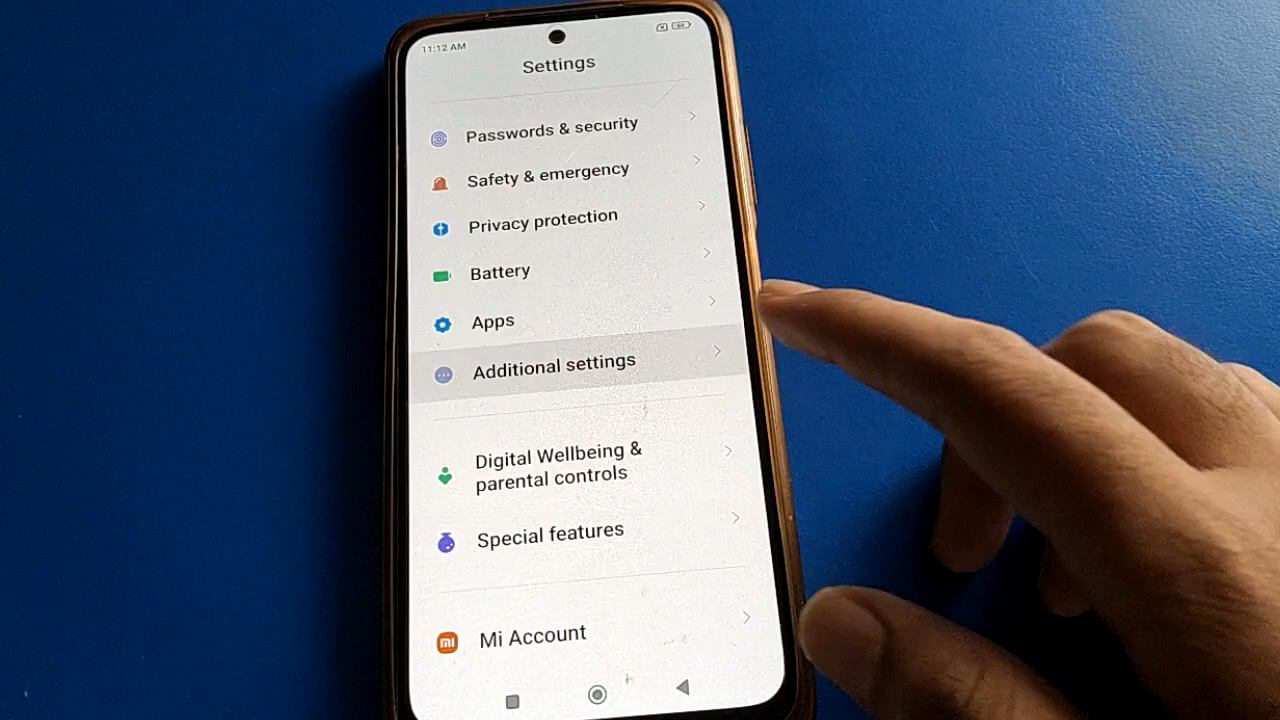 11:12 AM
Settings
Passwords & security
Safety & emergency
Privacy protection
Battery
Apps
Additional settings
Digital Wellbeing &
parental controls
Special features
Mi Account